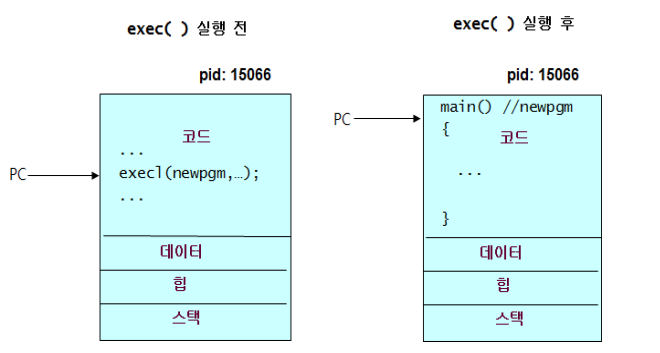 exec( ) 실행 전
pid: 15066
코드
...
PC
execl(newpgm,…);
...
데이터
힙
스택
exec( ) 실행 후
pid: 15066
main() //newpgm
PC
{
코드
...
}
데이터
힙
스택